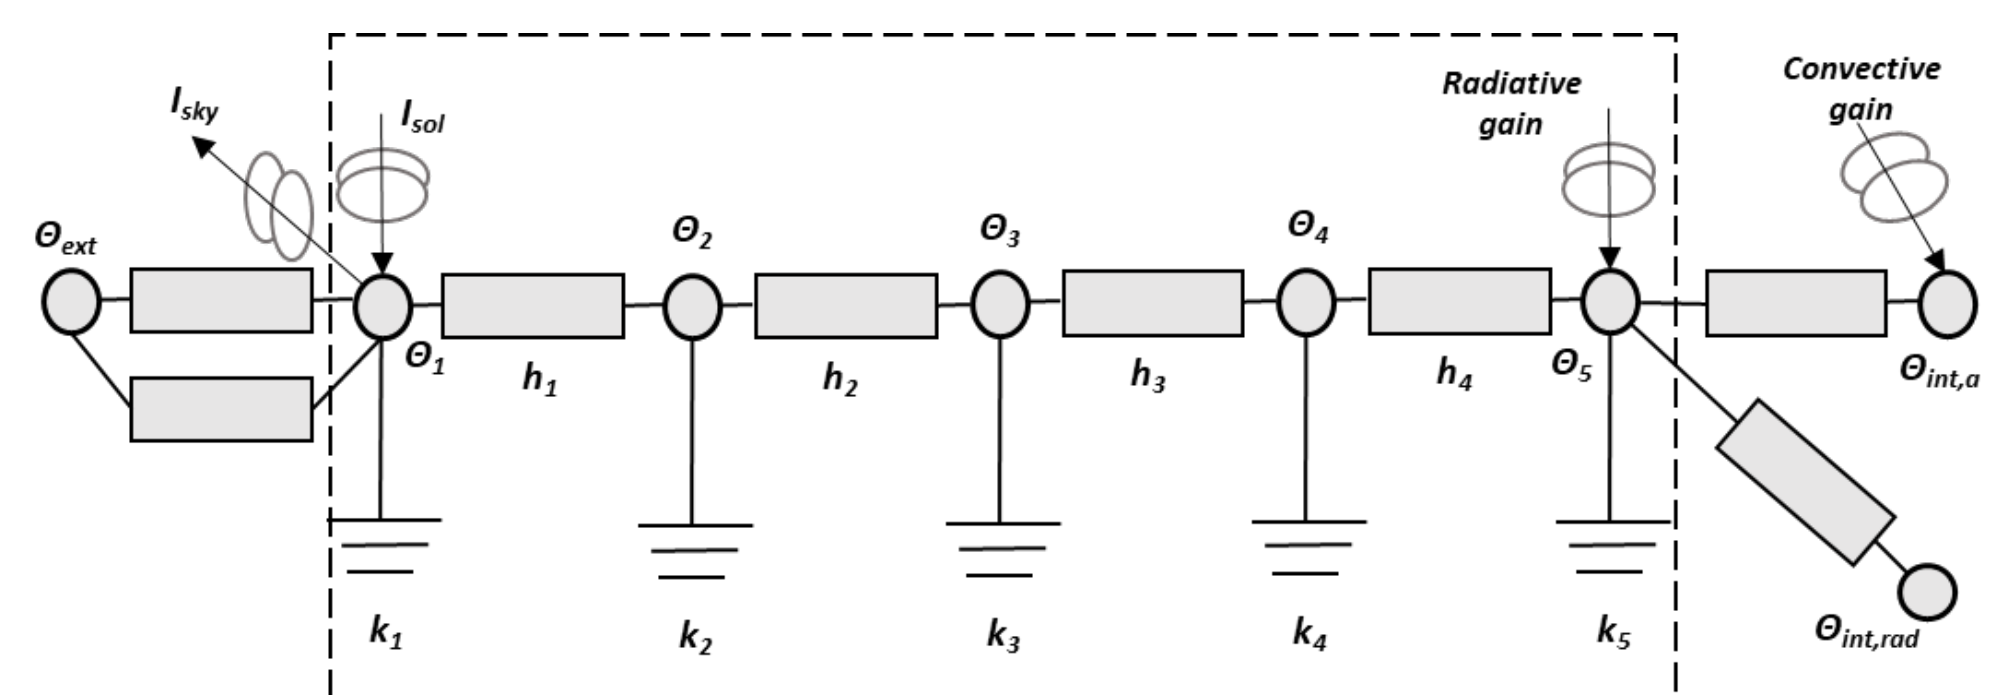 Convective
gain
Radiative
gain
I_sky
I_sol
Θ_ext
Θ_2
Θ_3
Θ_4
Θ_1
h_1
h_2
h_3
h_4
Θ_5
Θ_int,a
k_1
k_2
k_3
k_4
k_5
Θ_int,rad